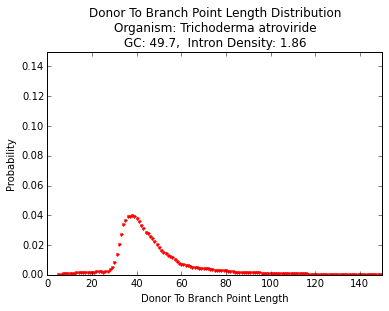 Donor To Branch Point Length Distribution
Organism: Trichoderma atroviride
GC: 49.7,  Intron Density: 1.86
0.14
0.12
0.10
0.08
0.06
0.04
0.02
0.00
Probability
0 20 40 60 80 100 120 140
Donor To Branch Point Length